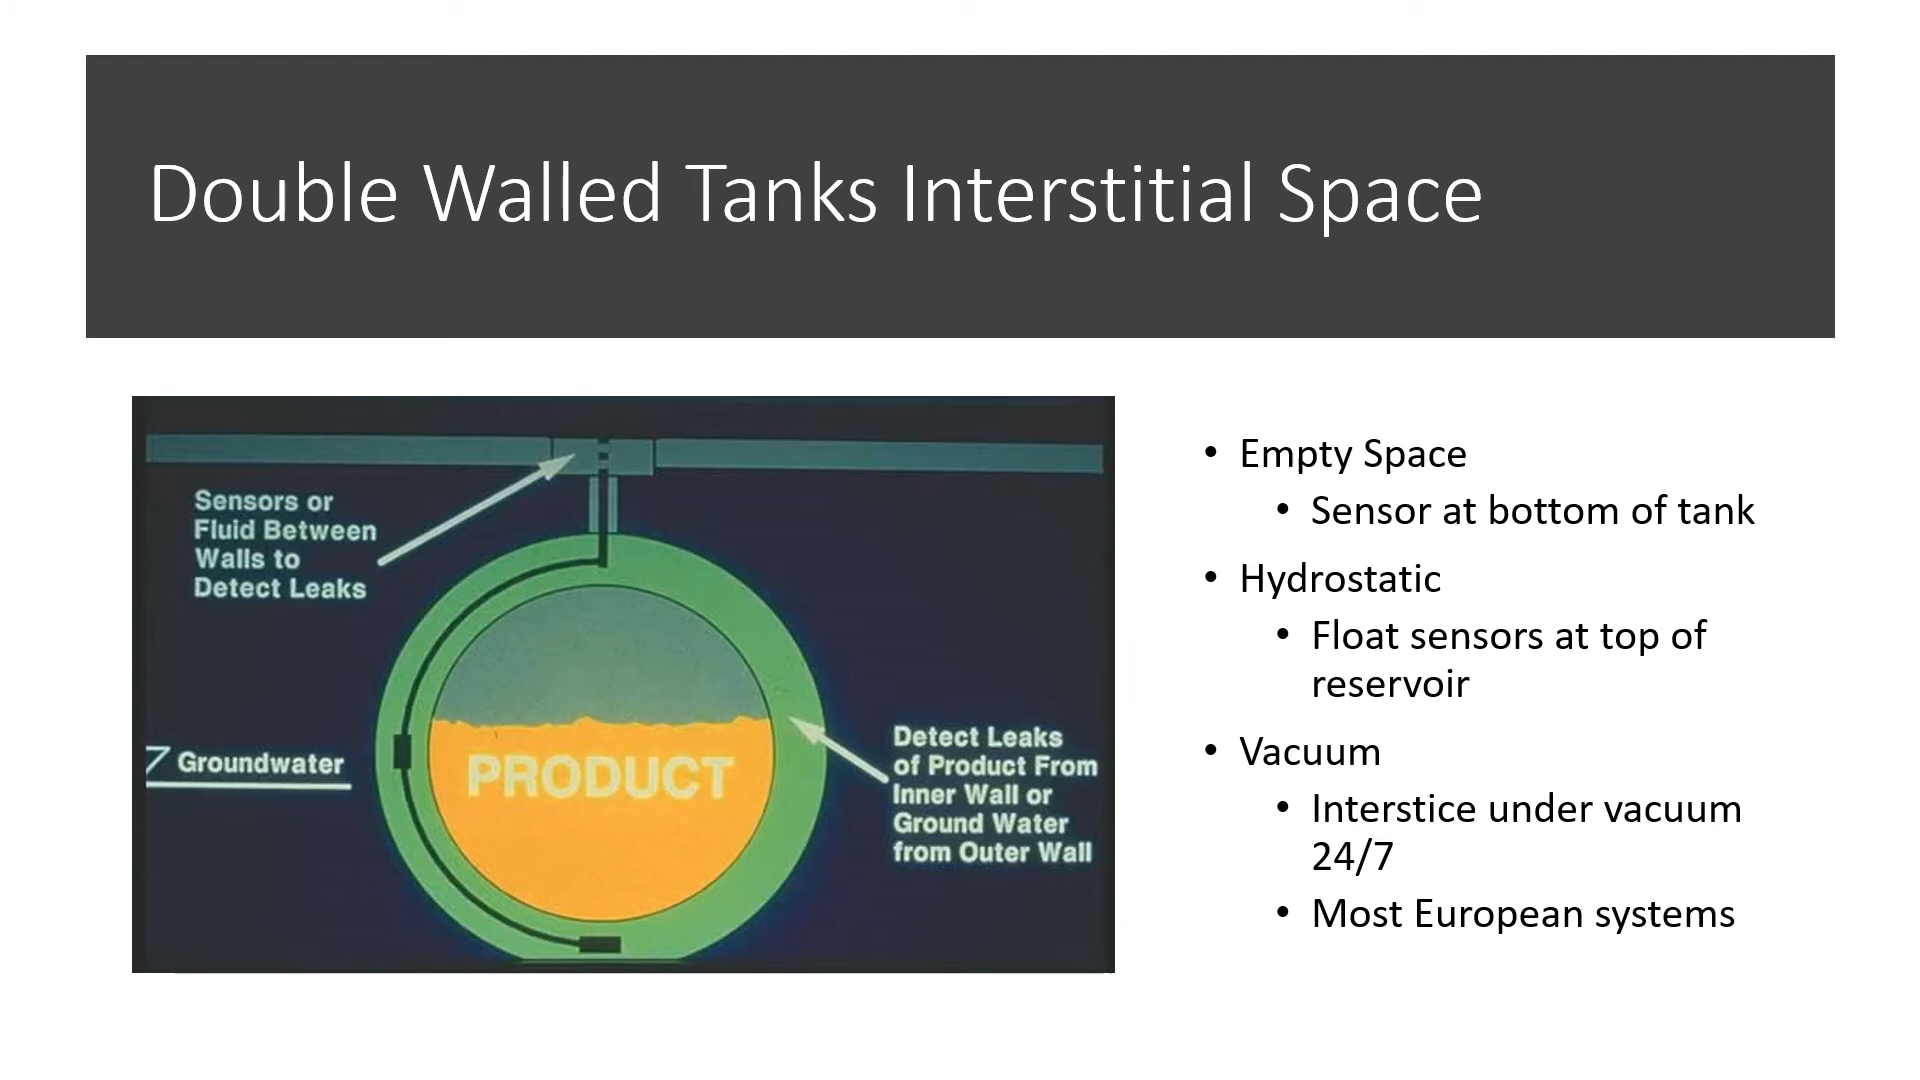 Double Walled Tanks Interstitial Space
Sensors or
Fluid Between
Walls to
Detect Leaks
Groundwater
PRODUCT
Detect Leaks
of Product From
Inner Wall or
Ground Water
from Outer Wall
• Empty Space
• Sensor at bottom of tank
• Hydrostatic
• Float sensors at top of
reservoir
• Vacuum
• Interstice under vacuum
24/7
• Most European systems